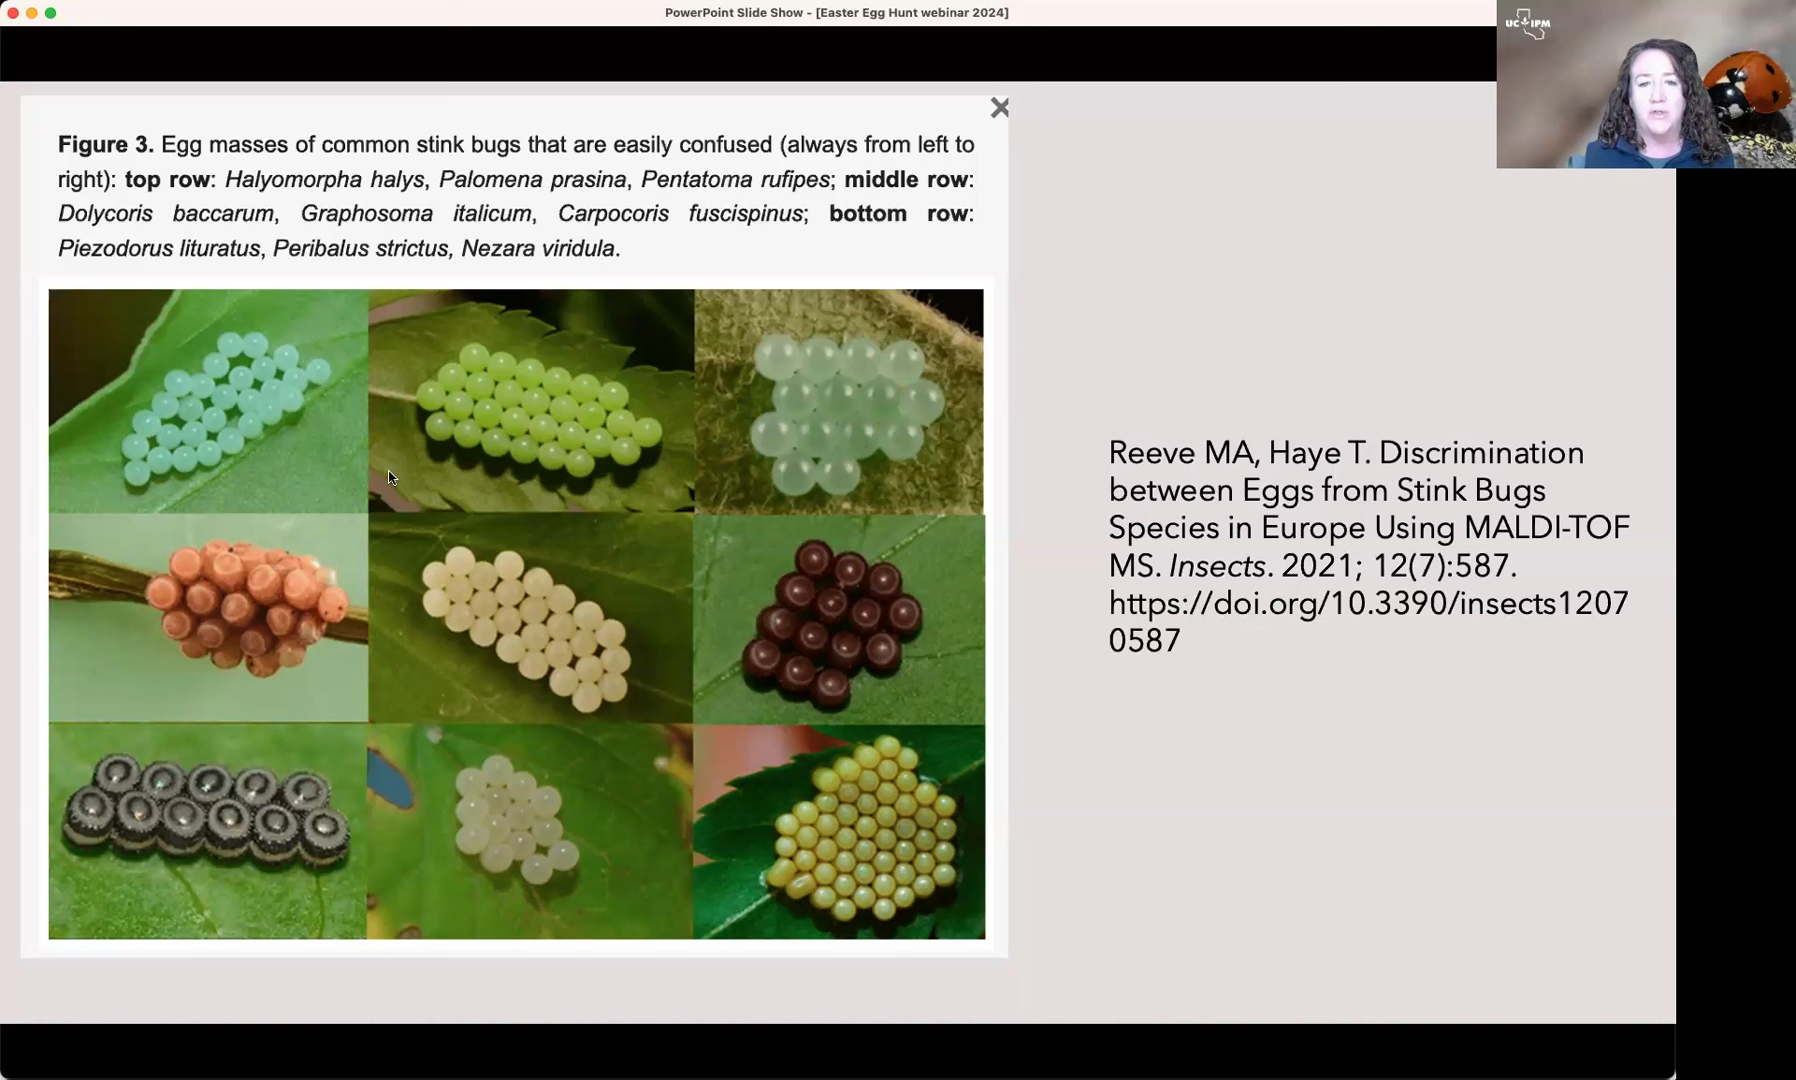 PowerPoint Slide Show - [Easter Egg Hunt webinar 2024]
UC IPM
Figure 3. Egg masses of common stink bugs that are easily confused (always from left to
right): top row: Halyomorpha halys, Palomena prasina, Pentatoma rufipes; middle row:
Dolycoris baccarum, Graphosoma italicum, Carpocoris fuscispinus; bottom row:
Piezodorus lituratus, Peribalus strictus, Nezara viridula.
Reeve MA, Haye T. Discrimination
between Eggs from Stink Bugs
Species in Europe Using MALDI-TOF
MS. Insects. 2021; 12(7):587.
https://doi.org/10.3390/insects1207
0587